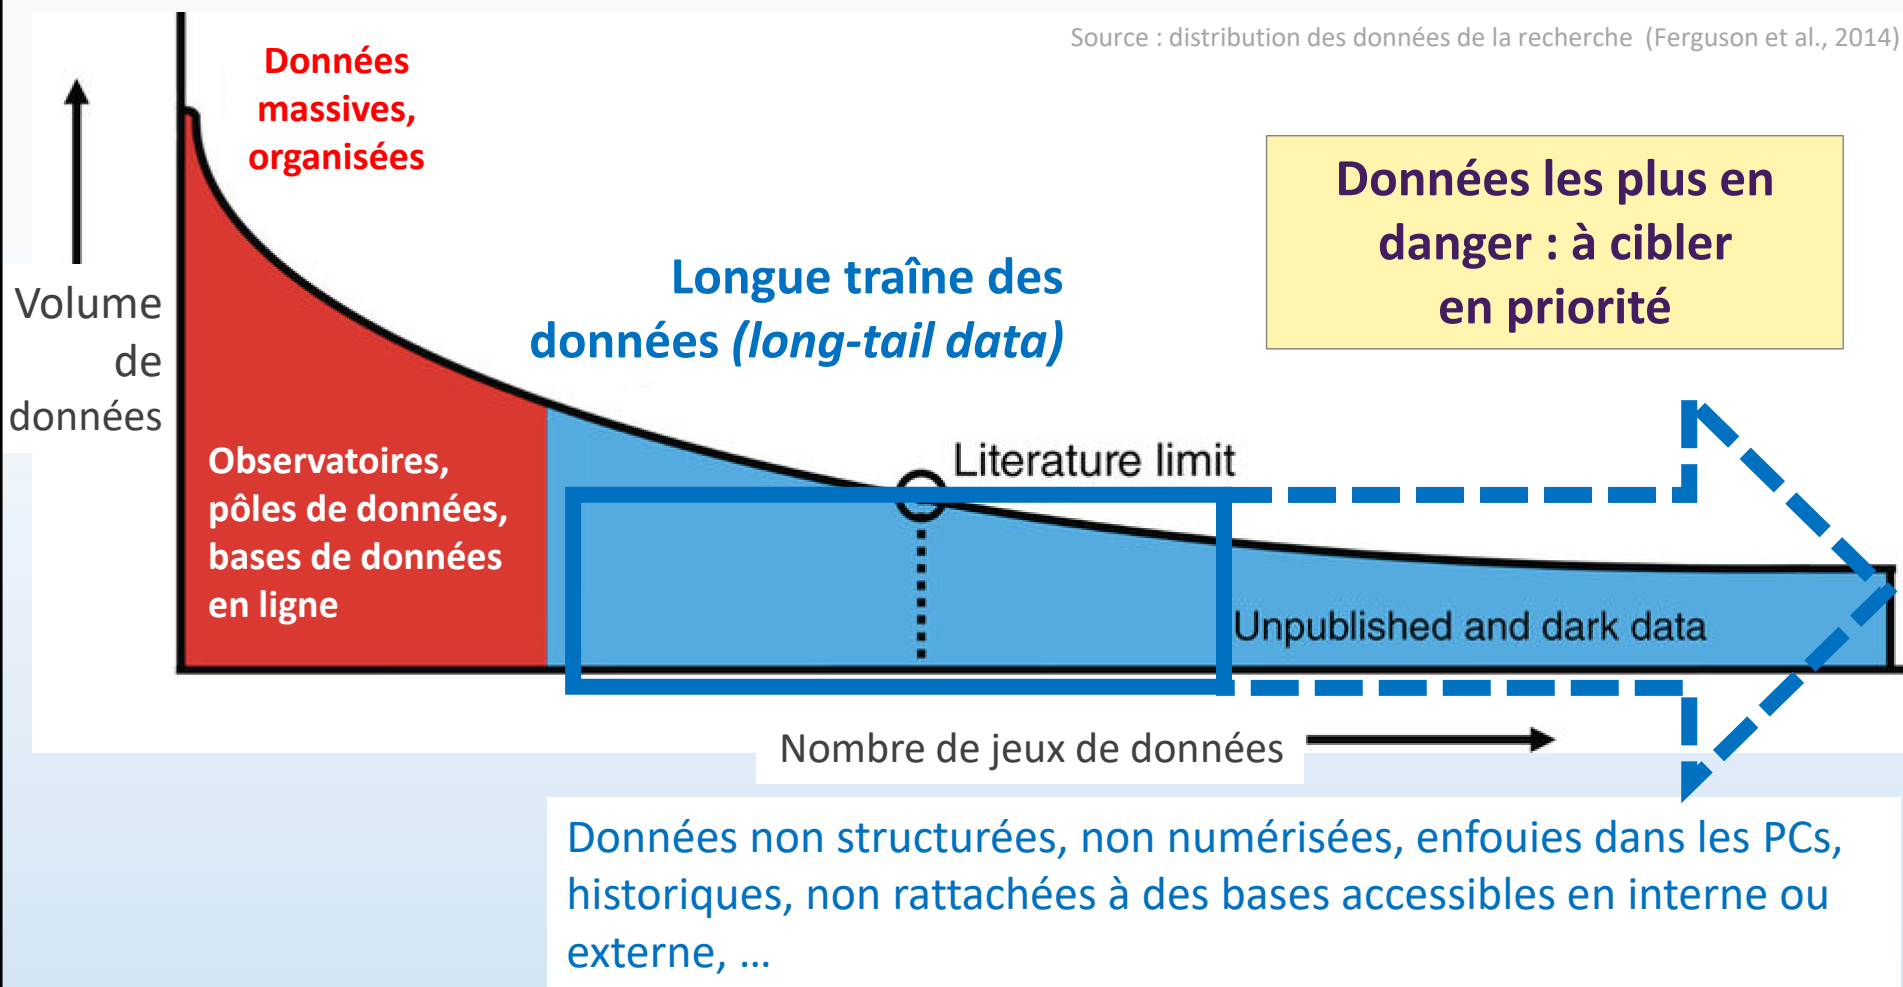 Source : distribution des données de la recherche (Ferguson et al., 2014)
Données
massives,
organisées
Données les plus en
danger : à cibler
en priorité
Longue traîne des
données (long-tail data)
Volume
de
données
Literature limit
Observatoires,
pôles de données,
bases de données
en ligne
Unpublished and dark data
Nombre de jeux de données
Données non structurées, non numérisées, enfouies dans les PCs,
historiques, non rattachées à des bases accessibles en interne ou
externe, …